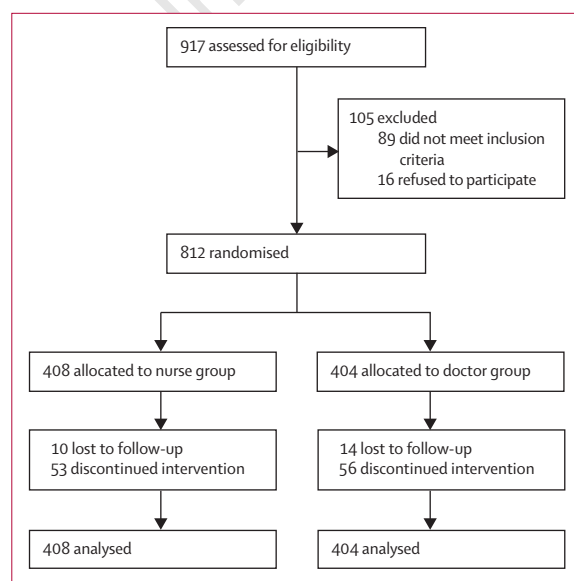 917 assessed for eligibility
105 excluded
89 did not meet inclusion
criteria
16 refused to participate
812 randomised
408 allocated to nurse group
404 allocated to doctor group
10 lost to follow-up
53 discontinued intervention
14 lost to follow-up
56 discontinued intervention
408 analysed
404 analysed